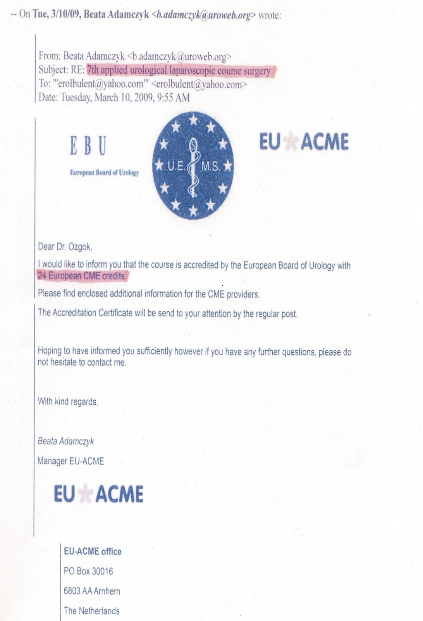 -- On Tue, 3/10/09, Beata Adamczyk <b.adamczyk@uroweb.org> wrote:
From: Beata Adamczyk <b.adamczyk@uroweb.org>
Subject: RE: 7th applied urological laparoscopic course surgery
To: "'erolbulent@yahoo.com'" <erolbulent@yahoo.com>
Date: Tuesday, March 10, 2009, 9:55 AM
E B U
European Board of Urology
U.E. M.S.
EU ACME
Dear Dr. Ozgok,
I would like to inform you that the course is accredited by the European Board of Urology with
24 European CME credits.
Please find enclosed additional information for the CME providers.
The Accreditation Certificate will be send to your attention by the regular post.
Hoping to have informed you sufficiently however if you have any further questions, please do
not hesitate to contact me.
With kind regards,
Beata Adamczyk
Manager EU-ACME
EU ACME
EU-ACME office
PO Box 30016
6803 AA Arnhem
The Netherlands